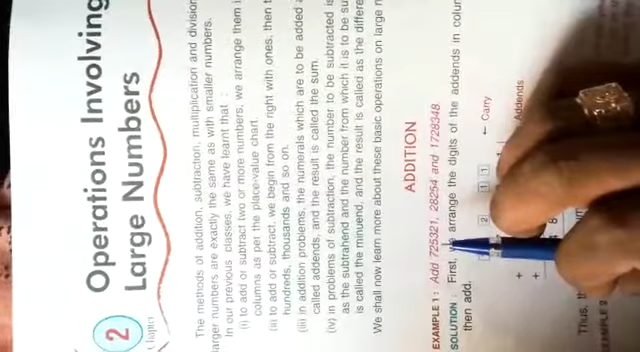 2
Chapter
Operations Involving
Large Numbers
The methods of addition, subtraction, multiplication and division
larger numbers are exactly the same as with smaller numbers.
In our previous classes, we have learnt that :
(i) to add or subtract two or more numbers, we arrange them i
columns as per the place-value chart.
(ii) to add or subtract, we begin from the right with ones, then t
hundreds, thousands and so on.
(iii) in addition problems, the numerals which are to be added a
called addends, and the result is called the sum.
(iv) in problems of subtraction, the number to be subtracted is
as the subtrahend and the number from which it is to be su
is called the minuend, and the result is called as the differe
We shall now learn more about these basic operations on large n
ADDITION
EXAMPLE 1 : Add 725321, 28254 and 1728348.
SOLUTION : First, arrange the digits of the addends in colum
then add.
2 1 1 ← Carry
Addends
+
+ 8
Thus, th
EXAMPLE 2